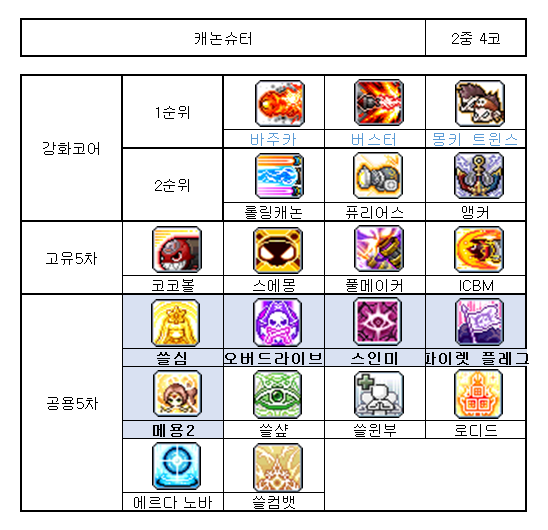 캐논슈터 2중 4코
강화코어
1순위
바주카 버스터 몽키 트윈스
2순위
롤링캐논 퓨리어스 앵커
고유5차
코코볼 스에몽 풀메이커 ICBM
공용5차
쓸심 오버드라이브 스인미 파이렛 플레그
메용2 쓸샾 쓸윈부 로디드
에르다 노바 쓸컴뱃